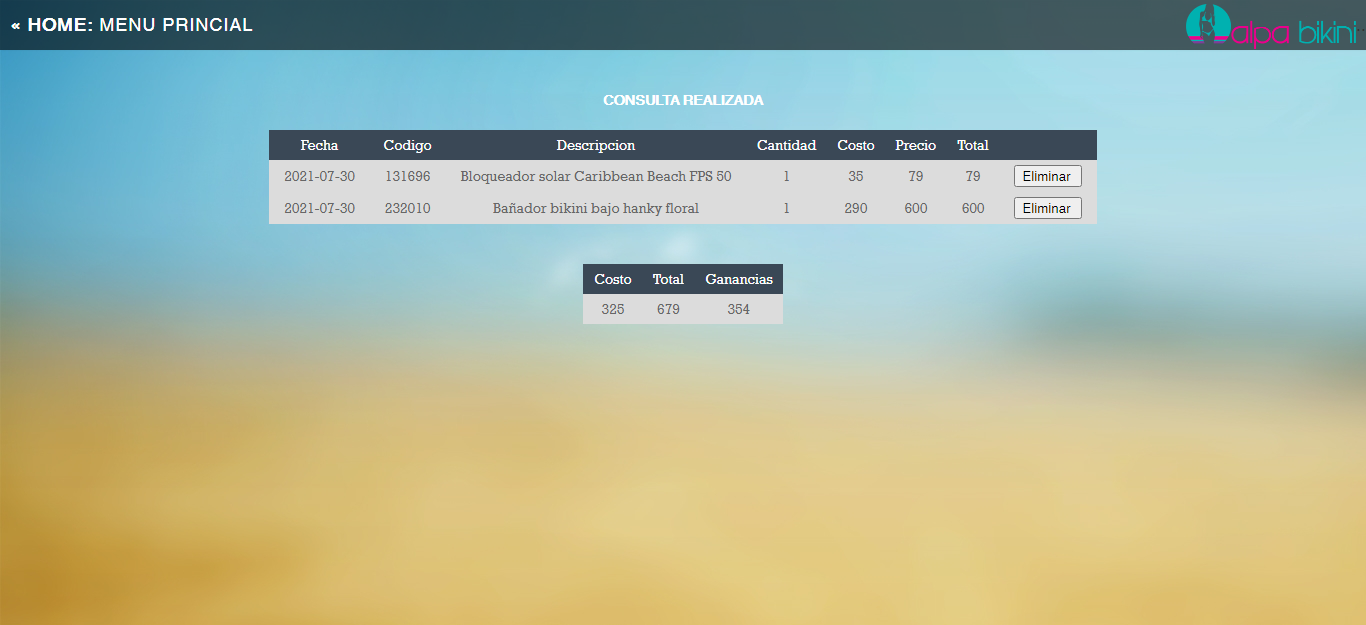 « HOME: MENU PRINCIAL
alpa bikini
CONSULTA REALIZADA
Fecha Codigo Descripcion Cantidad Costo Precio Total
2021-07-30 131696 Bloqueador solar Caribbean Beach FPS 50 1 35 79 79 Eliminar
2021-07-30 232010 Bañador bikini bajo hanky floral 1 290 600 600 Eliminar
Costo Total Ganancias
325 679 354